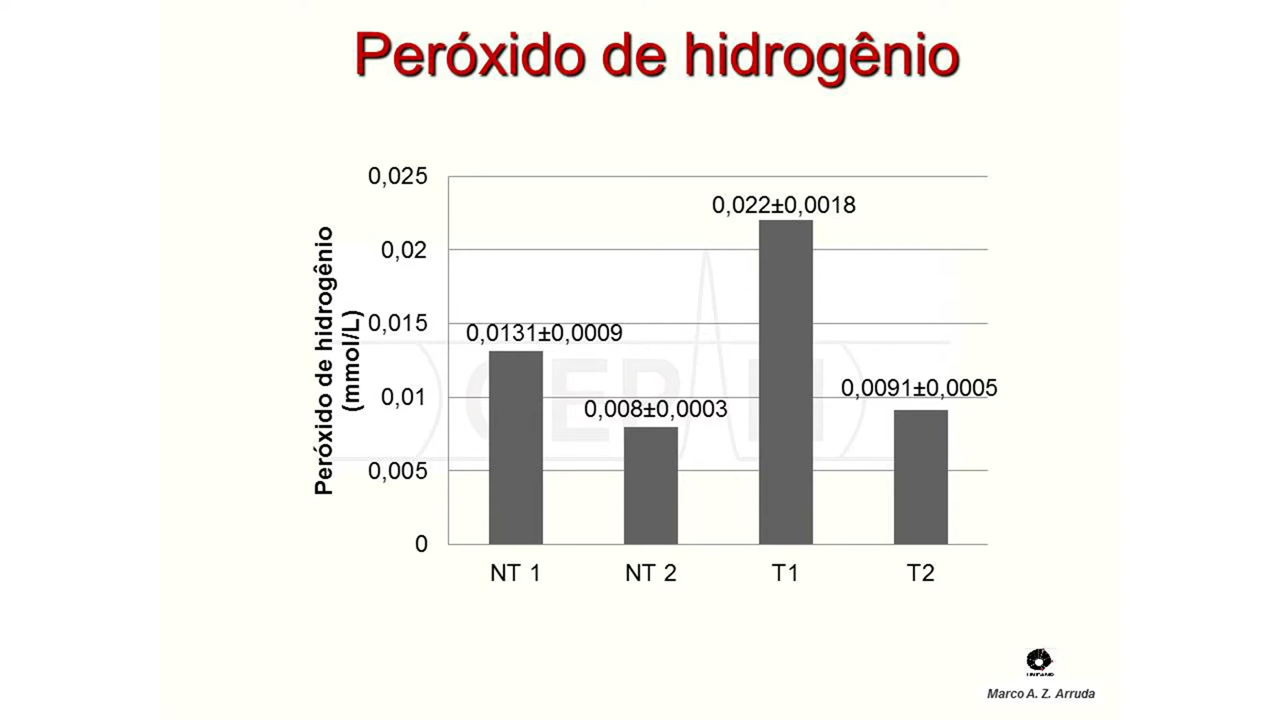 Peróxido de hidrogênio
Peróxido de hidrogênio
(mmol/L)
0,025
0,02
0,015
0,01
0,005
0
0,0131±0,0009
0,008±0,0003
0,022±0,0018
0,0091±0,0005
NT 1
NT 2
T1
T2
UNICAMP
Marco A. Z. Arruda